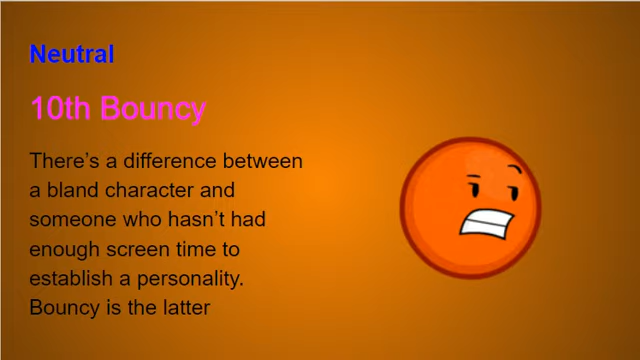 Neutral
10th Bouncy
There's a difference between
a bland character and
someone who hasn't had
enough screen time to
establish a personality.
Bouncy is the latter